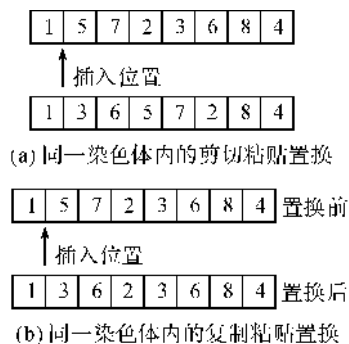 1 5 7 2 3 6 8 4
插入位置
1 3 6 5 7 2 8 4
(a) 同一染色体内的剪切粘贴置换
1 5 7 2 3 6 8 4 置换前
插入位置
1 3 6 2 3 6 8 4 置换后
(b) 同一染色体内的复制粘贴置换